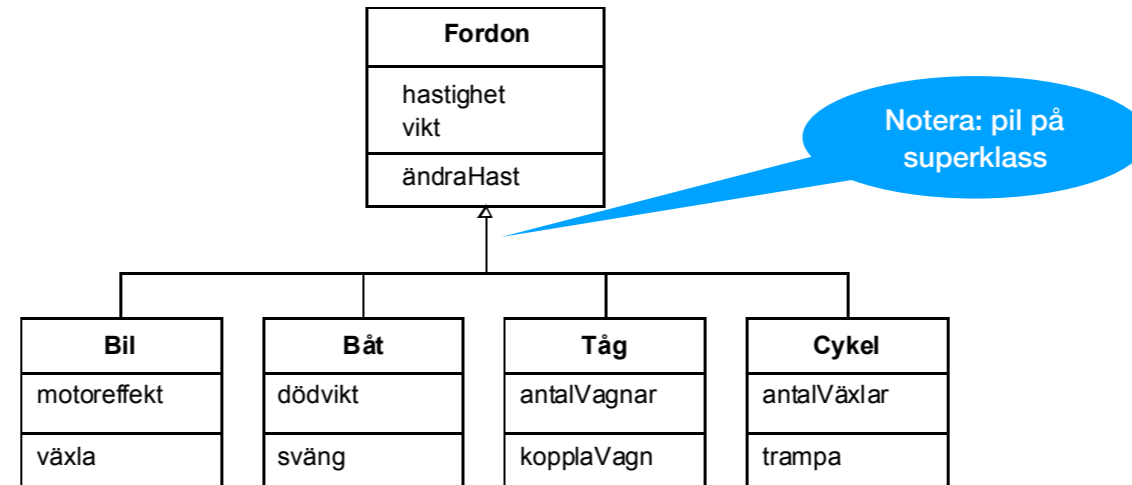 Fordon
hastighet
vikt
ändraHast
Notera: pil på
superklass
Bil
motoreffekt
växla
Båt
dödvikt
sväng
Tåg
antalVagnar
kopplaVagn
Cykel
antalVäxlar
trampa